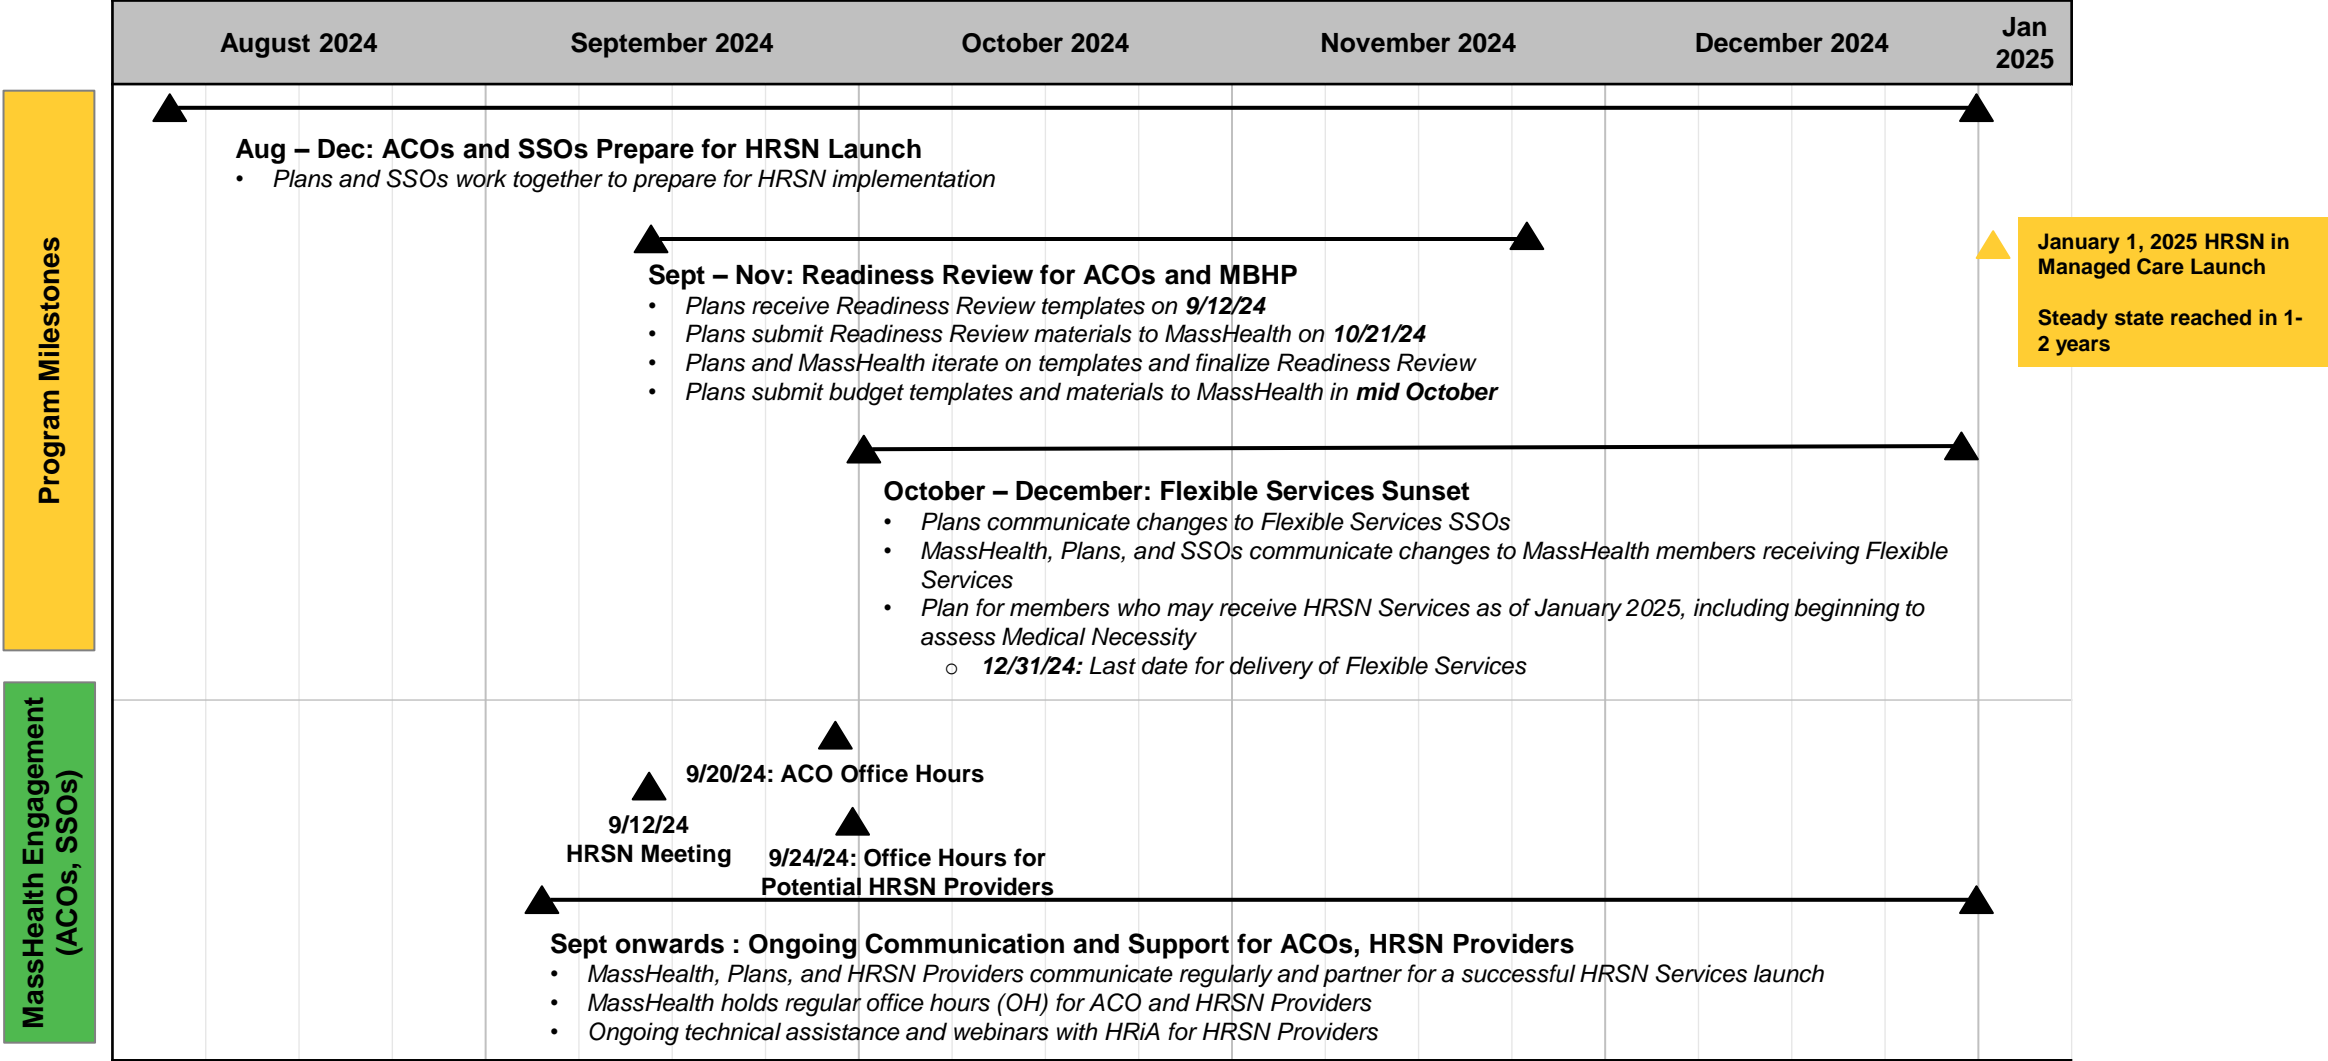 August 2024
September 2024
October 2024
November 2024
December 2024
Jan
2025
Program Milestones
Aug – Dec: ACOs and SSOs Prepare for HRSN Launch
• Plans and SSOs work together to prepare for HRSN implementation
Sept – Nov: Readiness Review for ACOs and MBHP
• Plans receive Readiness Review templates on 9/12/24
• Plans submit Readiness Review materials to MassHealth on 10/21/24
• Plans and MassHealth iterate on templates and finalize Readiness Review
• Plans submit budget templates and materials to MassHealth in mid October
January 1, 2025 HRSN in
Managed Care Launch
Steady state reached in 1-
2 years
October – December: Flexible Services Sunset
• Plans communicate changes to Flexible Services SSOs
• MassHealth, Plans, and SSOs communicate changes to MassHealth members receiving Flexible
Services
• Plan for members who may receive HRSN Services as of January 2025, including beginning to
assess Medical Necessity
o 12/31/24: Last date for delivery of Flexible Services
MassHealth Engagement
(ACOs, SSOs)
9/20/24: ACO Office Hours
9/12/24
HRSN Meeting
9/24/24: Office Hours for
Potential HRSN Providers
Sept onwards : Ongoing Communication and Support for ACOs, HRSN Providers
• MassHealth, Plans, and HRSN Providers communicate regularly and partner for a successful HRSN Services launch
• MassHealth holds regular office hours (OH) for ACO and HRSN Providers
• Ongoing technical assistance and webinars with HRiA for HRSN Providers